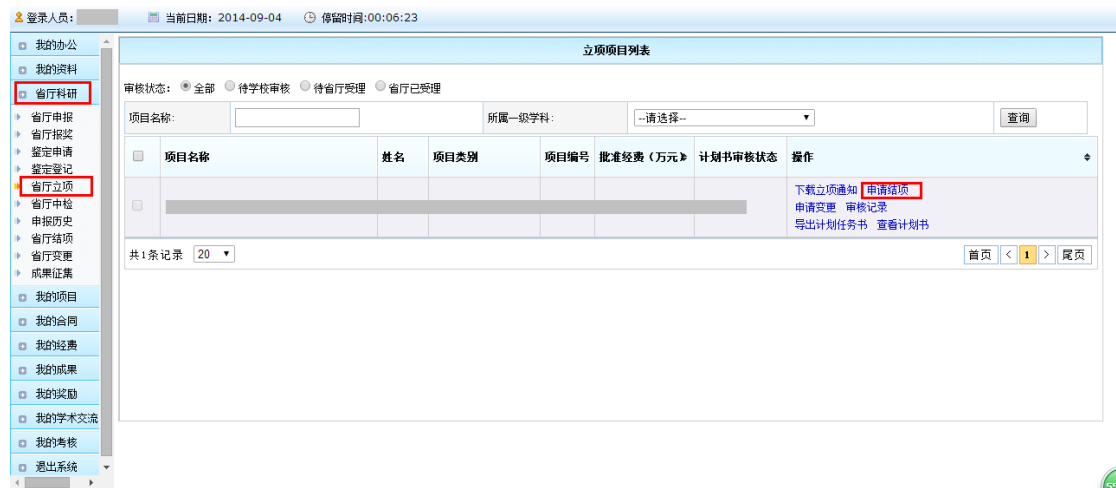 登录人员: 当前日期: 2014-09-04 停留时间:00:06:23
我的办公
我的资料
省厅科研
省厅申报
省厅报奖
鉴定申请
鉴定登记
省厅立项
省厅中检
申报历史
省厅结项
省厅变更
成果征集
我的项目
我的合同
我的经费
我的成果
我的奖励
我的学术交流
我的考核
退出系统
立项项目列表
审核状态: 全部 待学校审核 待省厅受理 省厅已受理
项目名称: 所属一级学科: --请选择-- 查询
项目名称 姓名 项目类别 项目编号 批准经费(万元) 计划书审核状态 操作
下载立项通知 申请结项
申请变更 审核记录
导出计划任务书 查看计划书
共1条记录 20 首页 < 1 > 尾页